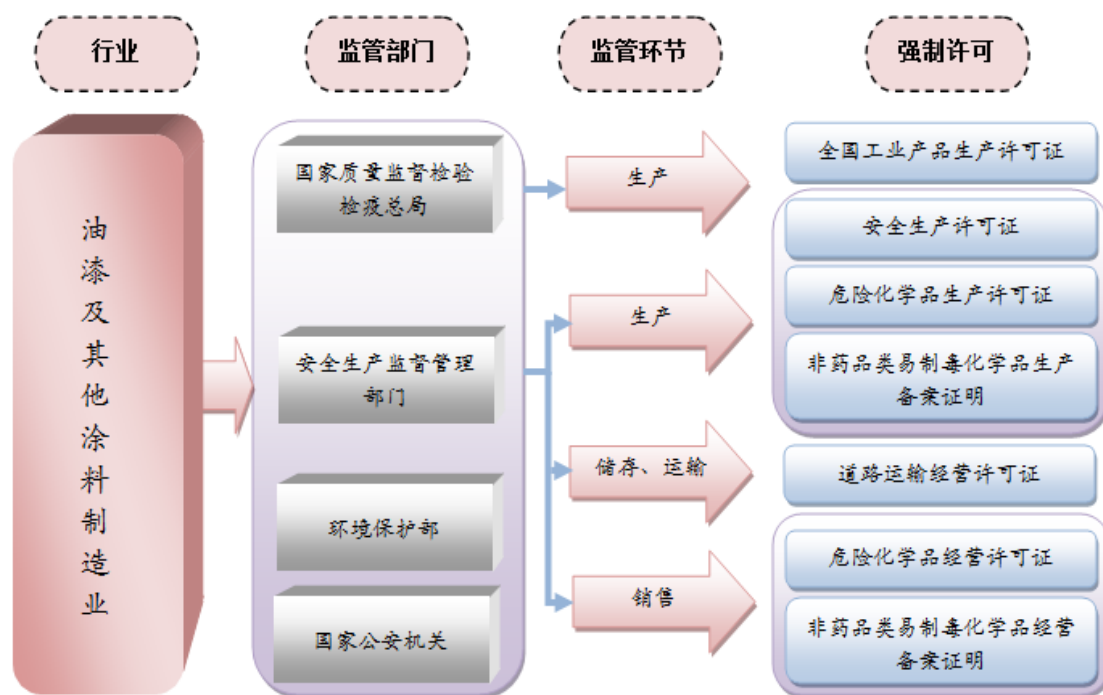 行业
监管部门
监管环节
强制许可
油漆及其他涂料制造业
国家质量监督检验
检疫总局
安全生产监督管理
部门
环境保护部
国家公安机关
生产
生产
储存、运输
销售
全国工业产品生产许可证
安全生产许可证
危险化学品生产许可证
非药品类易制毒化学品生产
备案证明
道路运输经营许可证
危险化学品经营许可证
非药品类易制毒化学品经营
备案证明